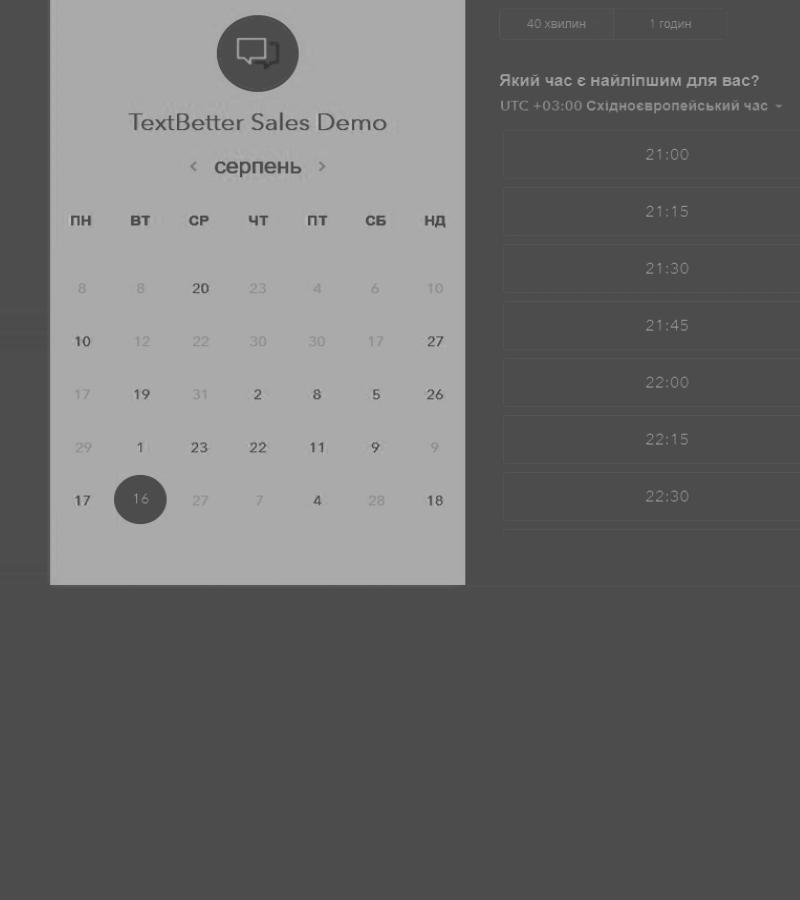 TextBetter Sales Demo
серпень
ПН ВТ СР ЧТ ПТ СБ НД
8 8 20 23 4 6 10
10 12 22 30 30 17 27
17 19 31 2 8 5 26
29 1 23 22 11 9 9
17 16 27 7 4 28 18
40 хвилин 1 годин
Який час є найліпшим для вас?
UTC +03:00 Східноєвропейський час
21:00
21:15
21:30
21:45
22:00
22:15
22:30